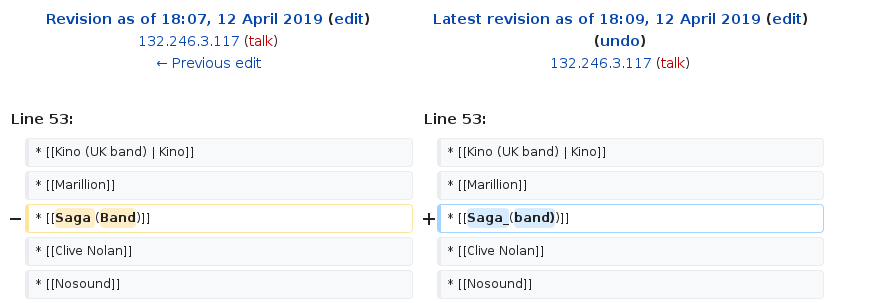 Revision as of 18:07, 12 April 2019 (edit)
132.246.3.117 (talk)
← Previous edit
Latest revision as of 18:09, 12 April 2019 (edit)
(undo)
132.246.3.117 (talk)
Line 53:
Line 53:
* [[Kino (UK band) | Kino]]
* [[Kino (UK band) | Kino]]
* [[Marillion]]
* [[Marillion]]
− * [[Saga (Band)]]
+ * [[Saga_(band))]]
* [[Clive Nolan]]
* [[Clive Nolan]]
* [[Nosound]]
* [[Nosound]]